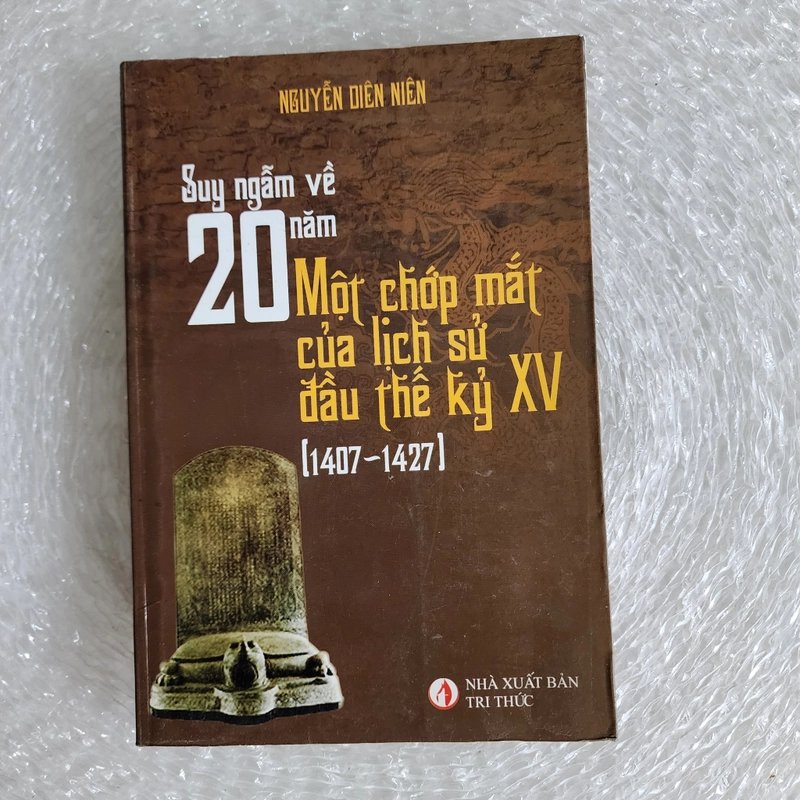 NGUYỄN DIÊN NIÊN
Suy ngẫm về
20 năm
Một chớp mắt
của lịch sử
đầu thế kỷ XV
(1407-1427)
NHÀ XUẤT BẢN
TRI THỨC